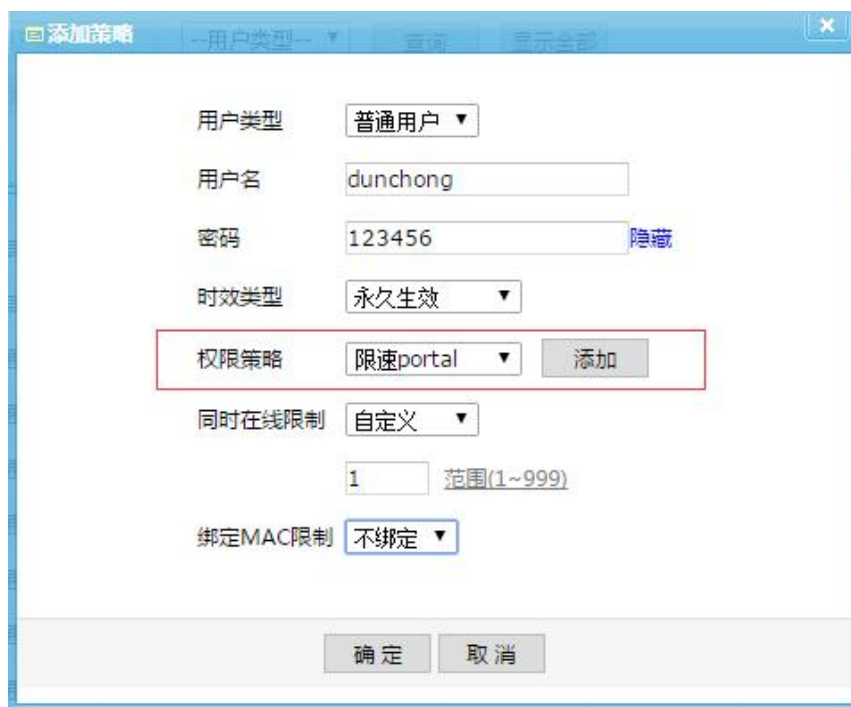 添加策略 --用户类型-- 查询 显示全部
用户类型 普通用户
用户名 dunchong
密码 123456 隐藏
时效类型 永久生效
权限策略 限速portal 添加
同时在线限制 自定义
1 范围(1~999)
绑定MAC限制 不绑定
确定 取消